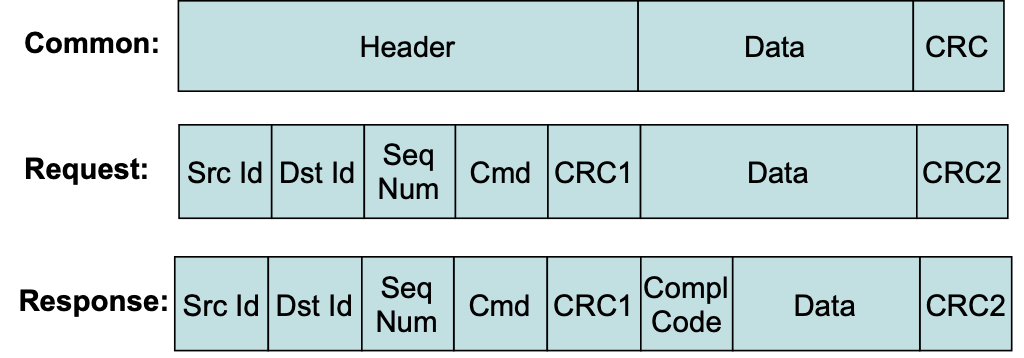 Common: Header Data CRC
Request: Src Id Dst Id Seq Num Cmd CRC1 Data CRC2
Response: Src Id Dst Id Seq Num Cmd CRC1 Compl Code Data CRC2